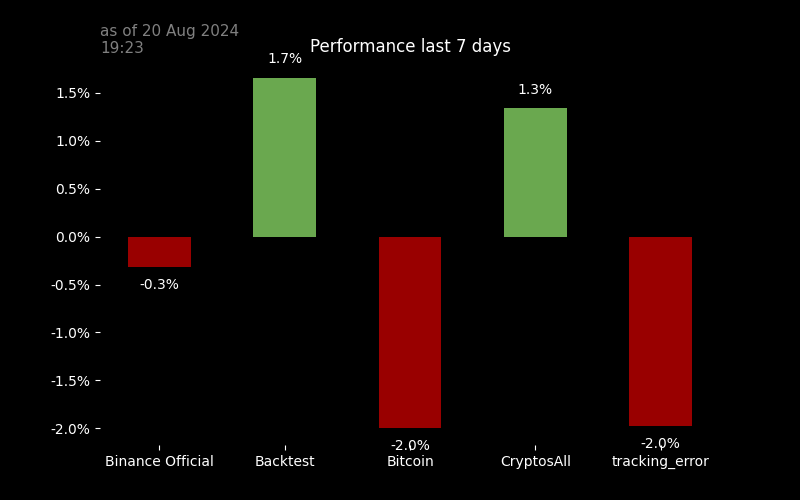 as of 20 Aug 2024
19:23
Performance last 7 days
1.7%
1.3%
1.5%
1.0%
0.5%
0.0%
-0.5%
-1.0%
-1.5%
-2.0%
-0.3%
-2.0%
-2.0%
Binance Official
Backtest
Bitcoin
CryptosAll
tracking_error